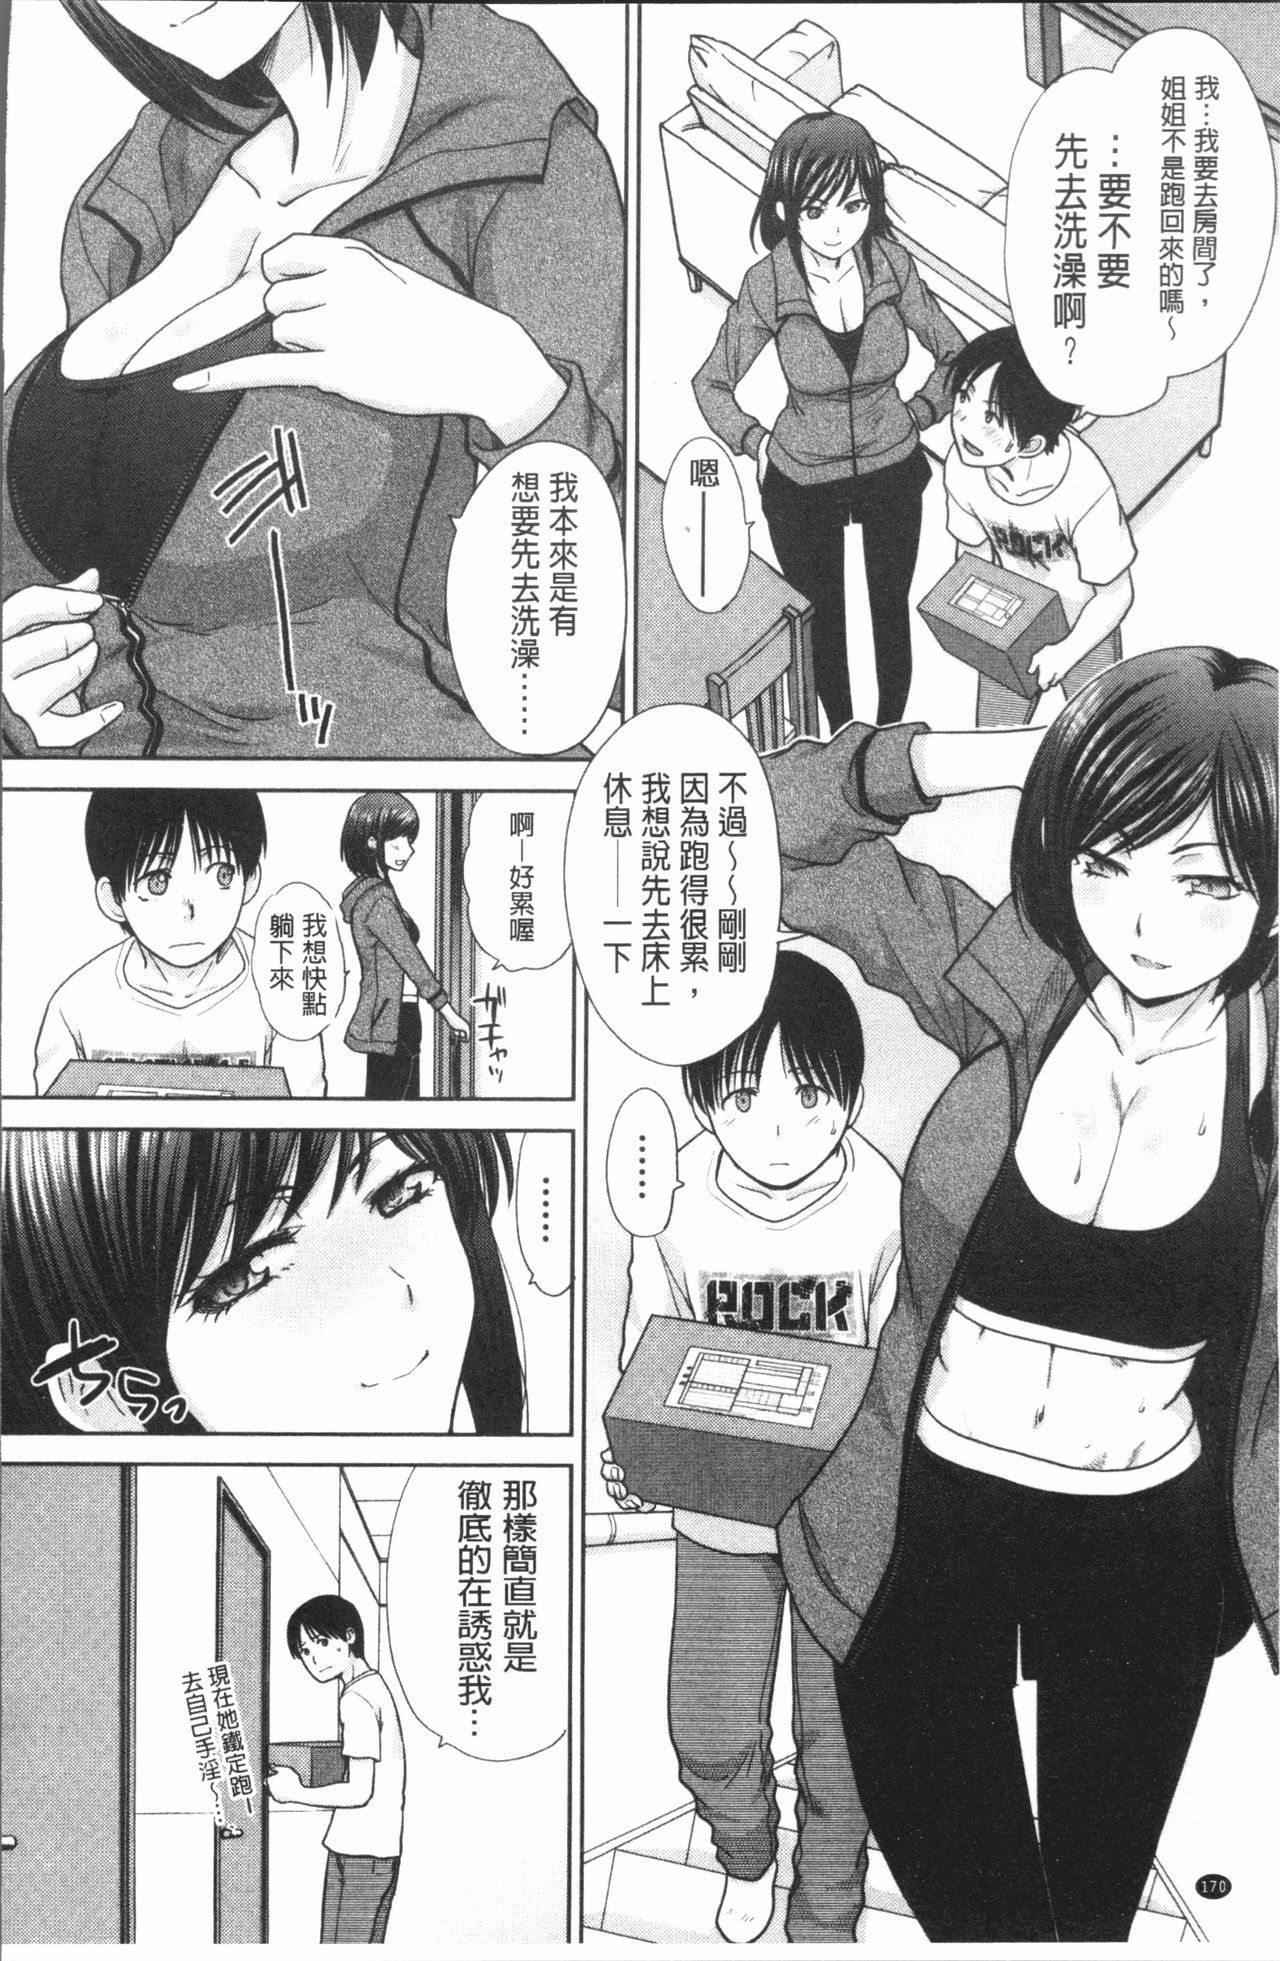 我…我要去房間了，
姐姐不是跑回來的嗎～
…要不要
先去洗澡啊？
嗯──
ROCK
我本來是有
想要先去洗澡……
ジーッ
不過～～剛剛
因為跑得很累，
我想說先去床上
休息──一下
……
ROCK
啊─好累喔
我想快點
躺下來
ガチャッ
……
ちらっ
那樣簡直就是
徹底的在誘惑我…
現在她鐵定跑─
去自己手淫～……
170